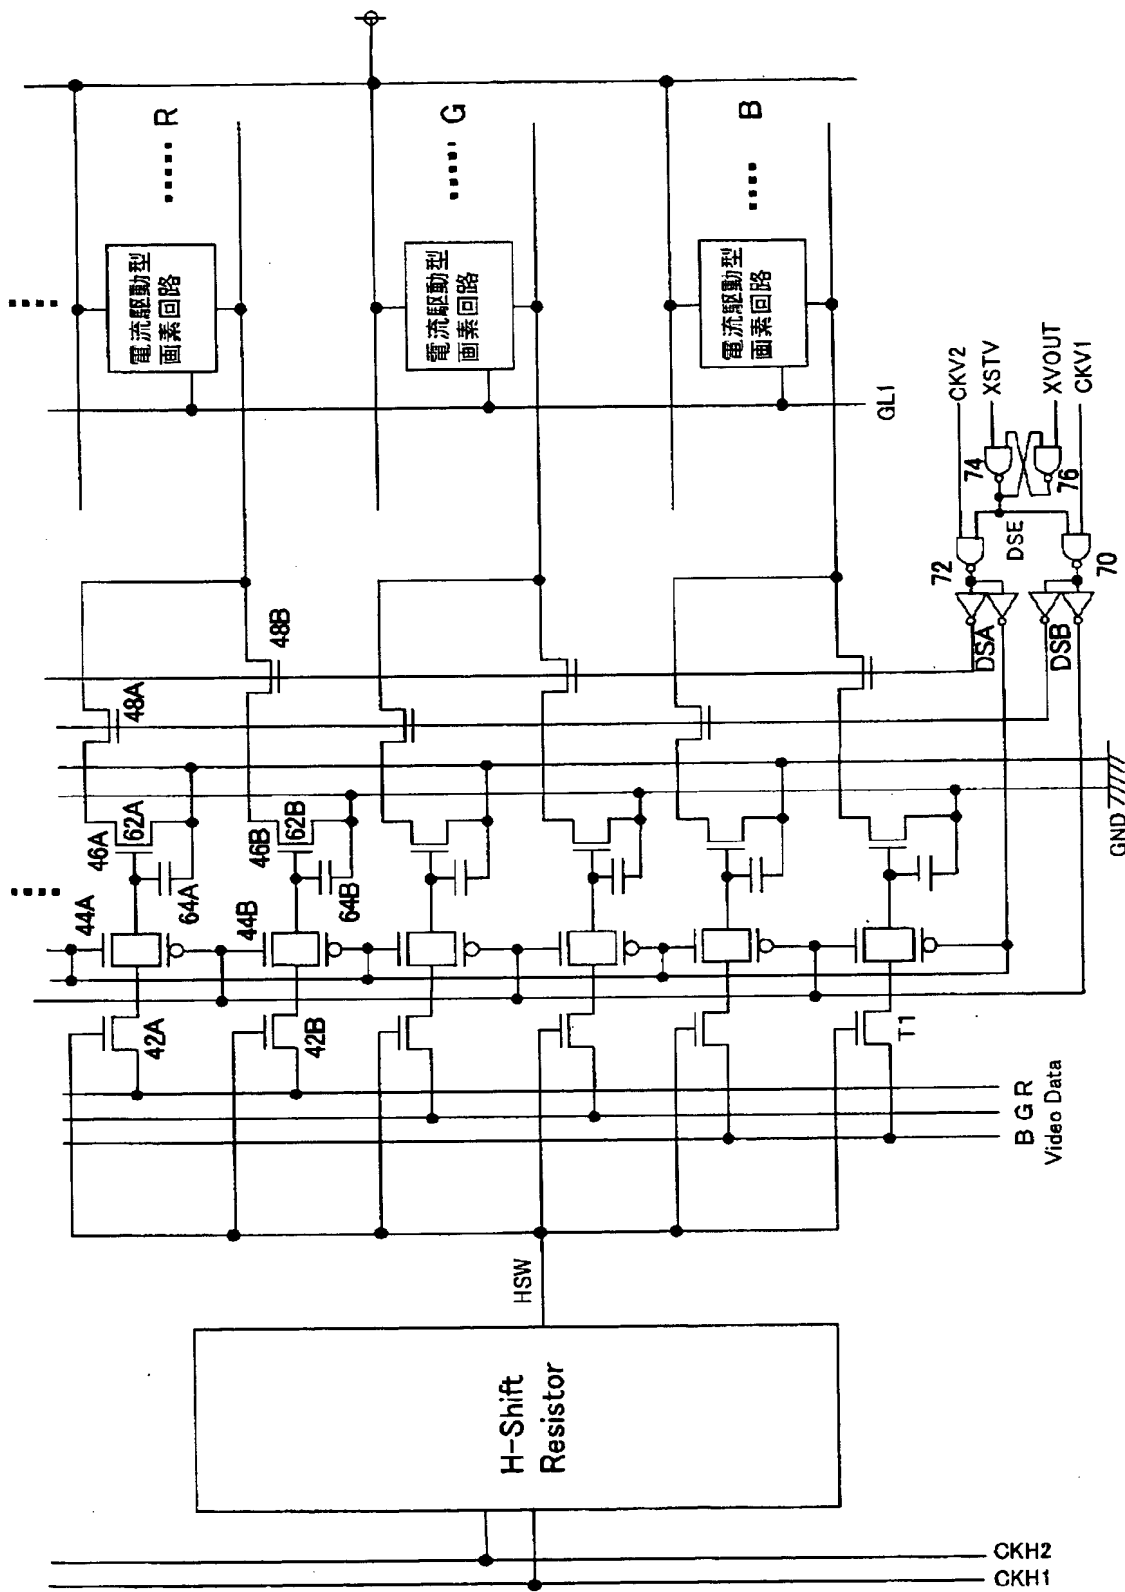 R
G
B
電流駆動型
画素回路
電流駆動型
画素回路
電流駆動型
画素回路
GL1
CKV2
XSTV
XVOUT
CKV1
74
76
DSE
72
70
DSA
DSB
48A
48B
46A
62A
64A
44A
46B
62B
64B
44B
GND
42A
42B
T1
B G R
Video Data
HSW
H-Shift
Resistor
CKH2
CKH1